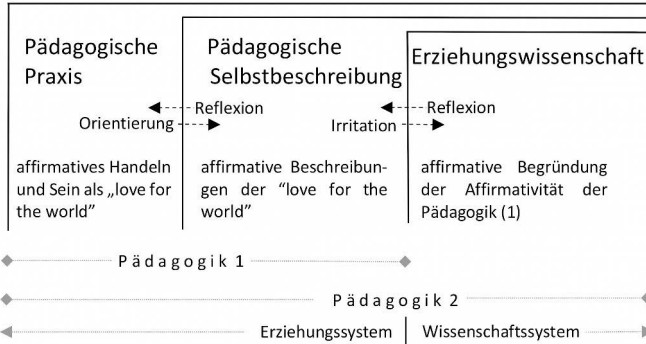 Pädagogische
Praxis
Pädagogische
Selbstbeschreibung
Erziehungswissenschaft
Reflexion
Orientierung
Reflexion
Irritation
affirmatives Handeln
und Sein als „love for
the world”
affirmative Beschreibun-
gen der “love for the
world”
affirmative Begründung
der Affirmativität der
Pädagogik (1)
Pädagogik 1
Pädagogik 2
Erziehungssystem
Wissenschaftssystem